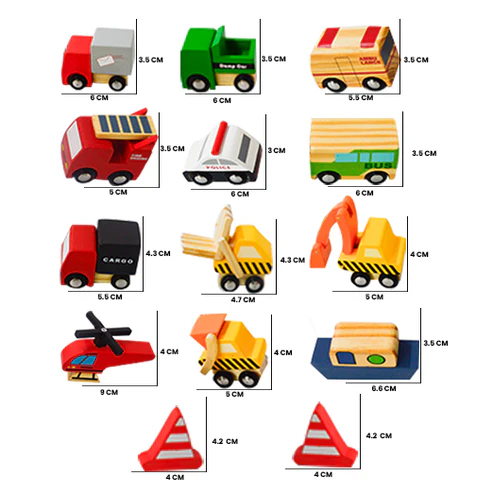 3.5 CM
6 CM
Dump Car
3.5 CM
6 CM
AMBU
LANCE
3.5 CM
5.5 CM
3.5 CM
5 CM
POLICE
3 CM
6 CM
BUS
3.5 CM
6 CM
CARGO
4.3 CM
5.5 CM
4.3 CM
4.7 CM
4 CM
5 CM
4 CM
9 CM
4 CM
5 CM
3.5 CM
6.6 CM
4.2 CM
4 CM
4.2 CM
4 CM